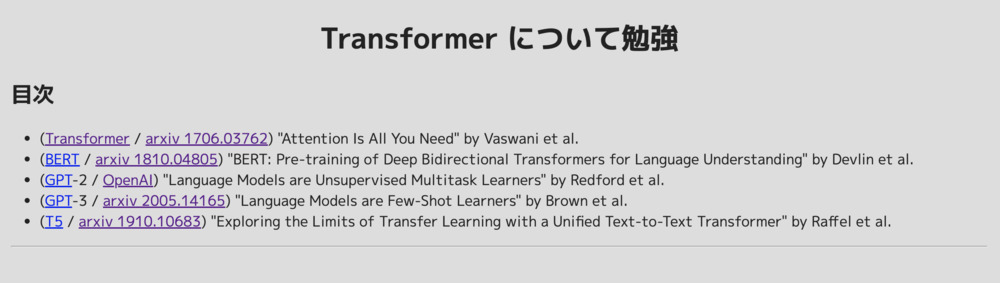 Transformer について勉強
目次
(Transformer / arxiv 1706.03762) "Attention Is All You Need" by Vaswani et al.
(BERT / arxiv 1810.04805) "BERT: Pre-training of Deep Bidirectional Transformers for Language Understanding" by Devlin et al.
(GPT-2 / OpenAI) "Language Models are Unsupervised Multitask Learners" by Redford et al.
(GPT-3 / arxiv 2005.14165) "Language Models are Few-Shot Learners" by Brown et al.
(T5 / arxiv 1910.10683) "Exploring the Limits of Transfer Learning with a Unified Text-to-Text Transformer" by Raffel et al.